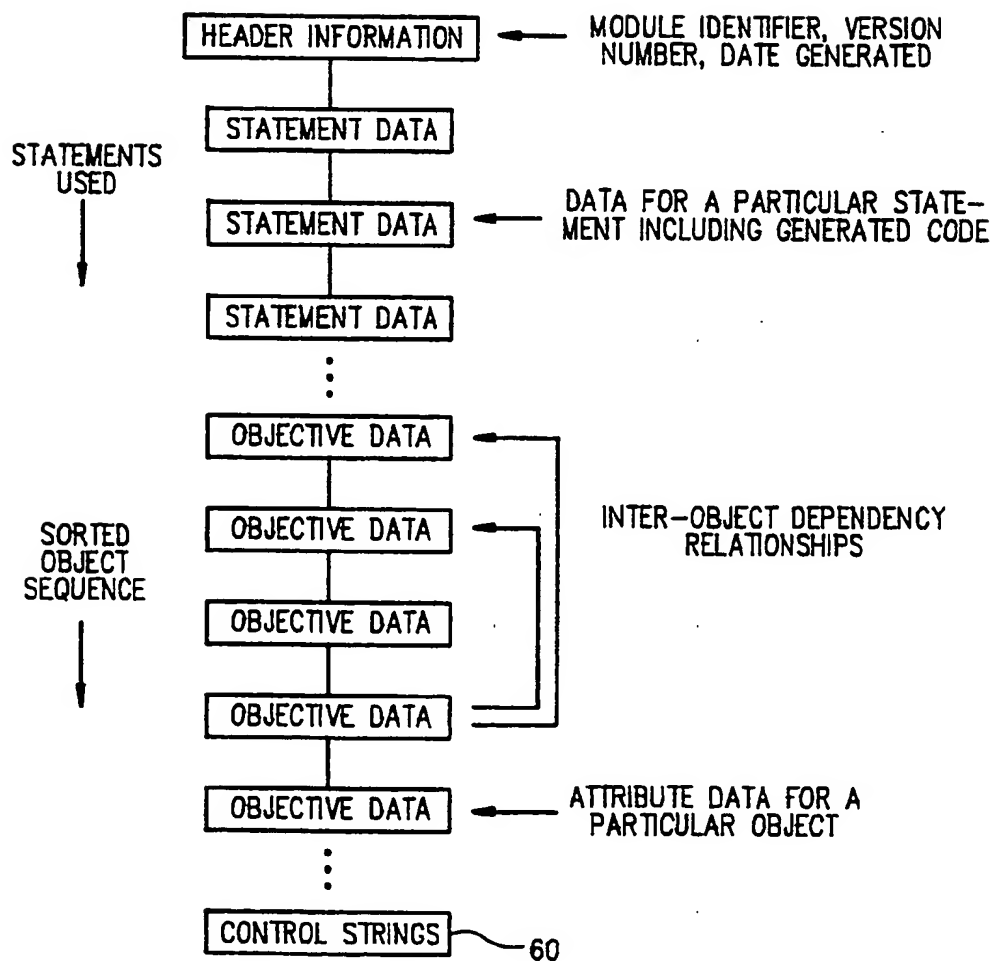 HEADER INFORMATION
MODULE IDENTIFIER, VERSION
NUMBER, DATE GENERATED
STATEMENT DATA
STATEMENTS
USED
STATEMENT DATA
DATA FOR A PARTICULAR STATE-
MENT INCLUDING GENERATED CODE
STATEMENT DATA
OBJECTIVE DATA
SORTED
OBJECT
SEQUENCE
OBJECTIVE DATA
INTER-OBJECT DEPENDENCY
RELATIONSHIPS
OBJECTIVE DATA
OBJECTIVE DATA
OBJECTIVE DATA
ATTRIBUTE DATA FOR A
PARTICULAR OBJECT
CONTROL STRINGS
60